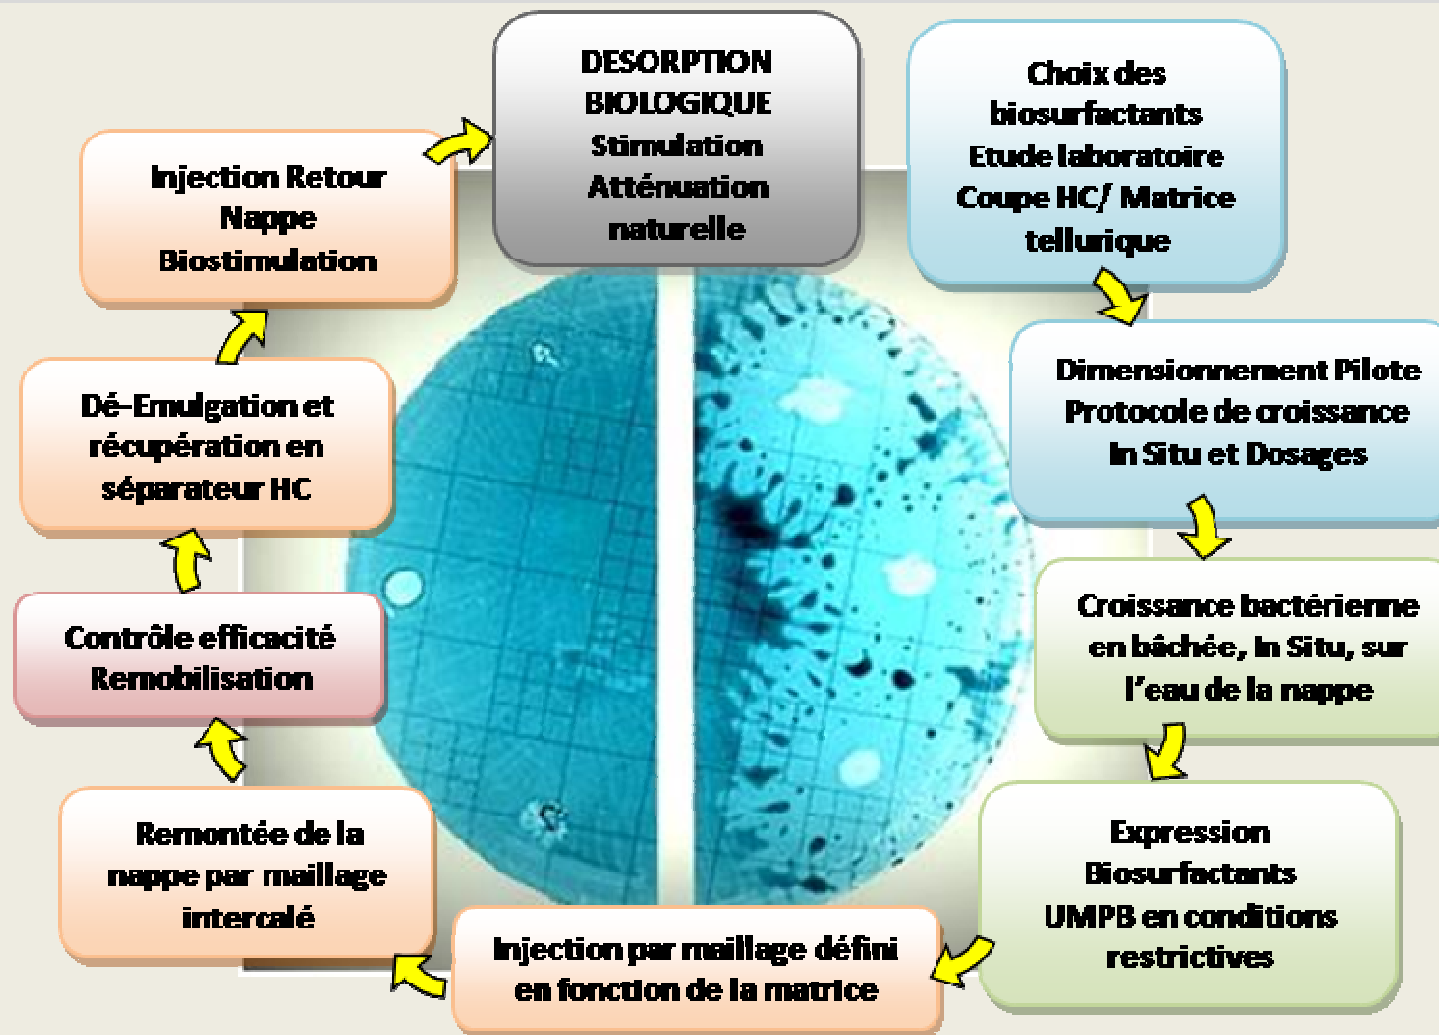 DESORPTION
BIOLOGIQUE
Stimulation
Atténuation
naturelle
Choix des
biosurfactants
Etude laboratoire
Coupe HC/ Matrice
tellurique
Dimensionnement Pilote
Protocole de croissance
In Situ et Dosages
Croissance bactérienne
en bâchée, In Situ, sur
l'eau de la nappe
Expression
Biosurfactants
UMPB en conditions
restrictives
Injection par maillage défini
en fonction de la matrice
Remontée de la
nappe par maillage
intercalé
Contrôle efficacité
Remobilisation
Dé-Emulgation et
récupération en
séparateur HC
Injection Retour
Nappe
Biostimulation